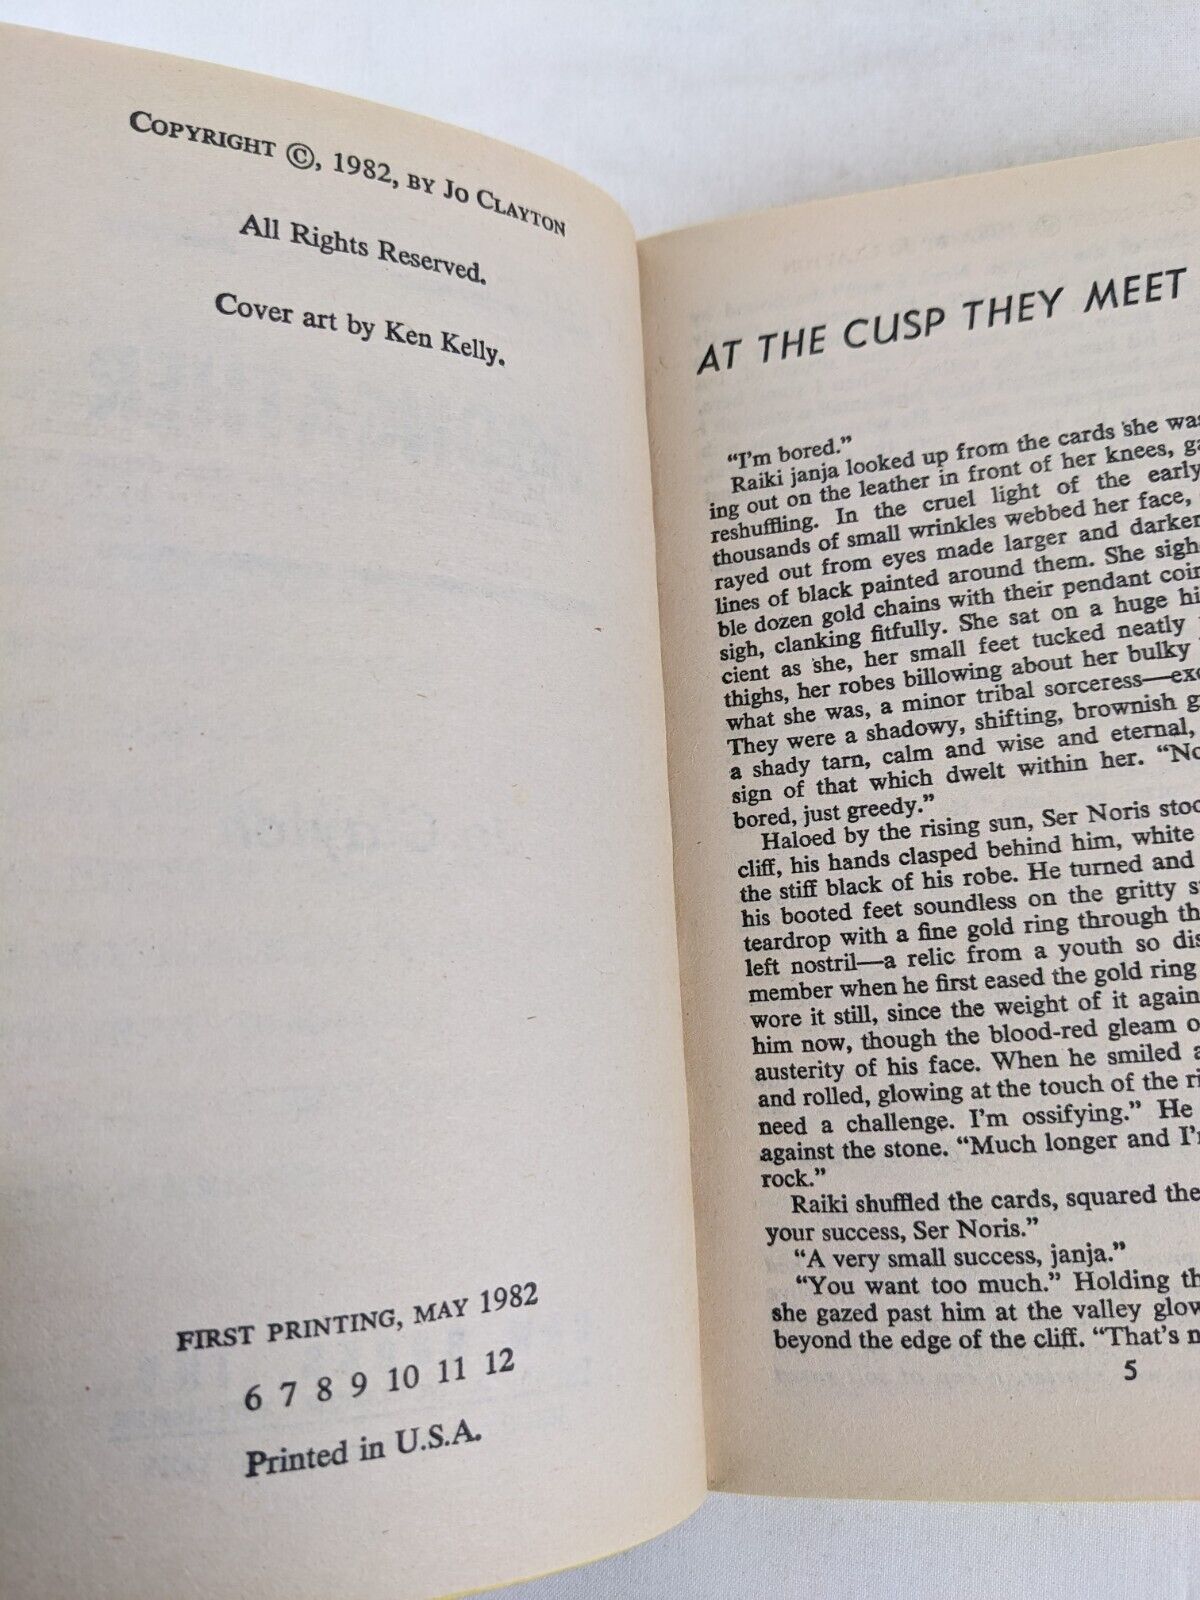 COPYRIGHT ©, 1982, BY JO CLAYTON
All Rights Reserved.
Cover art by Ken Kelly.
FIRST PRINTING, MAY 1982
6 7 8 9 10 11 12
Printed in U.S.A.
AT THE CUSP THEY MEET
"I'm bored."
Raiki janja looked up from the cards she was
ing out on the leather in front of her knees, ga
reshuffling. In the cruel light of the early
thousands of small wrinkles webbed her face,
rayed out from eyes made larger and darker
lines of black painted around them. She sigh
ble dozen gold chains with their pendant coin
sigh, clanking fitfully. She sat on a huge hi
cient as she, her small feet tucked neatly
thighs, her robes billowing about her bulky
what she was, a minor tribal sorceress—exc
They were a shadowy, shifting, brownish g
a shady tarn, calm and wise and eternal,
sign of that which dwelt within her. "No
bored, just greedy."
Haloed by the rising sun, Ser Noris stoo
cliff, his hands clasped behind him, white
the stiff black of his robe. He turned and
his booted feet soundless on the gritty s
teardrop with a fine gold ring through th
left nostril—a relic from a youth so dis
member when he first eased the gold ring
wore it still, since the weight of it again
him now, though the blood-red gleam o
austerity of his face. When he smiled a
and rolled, glowing at the touch of the ri
need a challenge. I'm ossifying." He
against the stone. "Much longer and I'
rock."
Raiki shuffled the cards, squared the
your success, Ser Noris."
"A very small success, janja."
"You want too much." Holding th
she gazed past him at the valley glow
beyond the edge of the cliff. "That's n
5